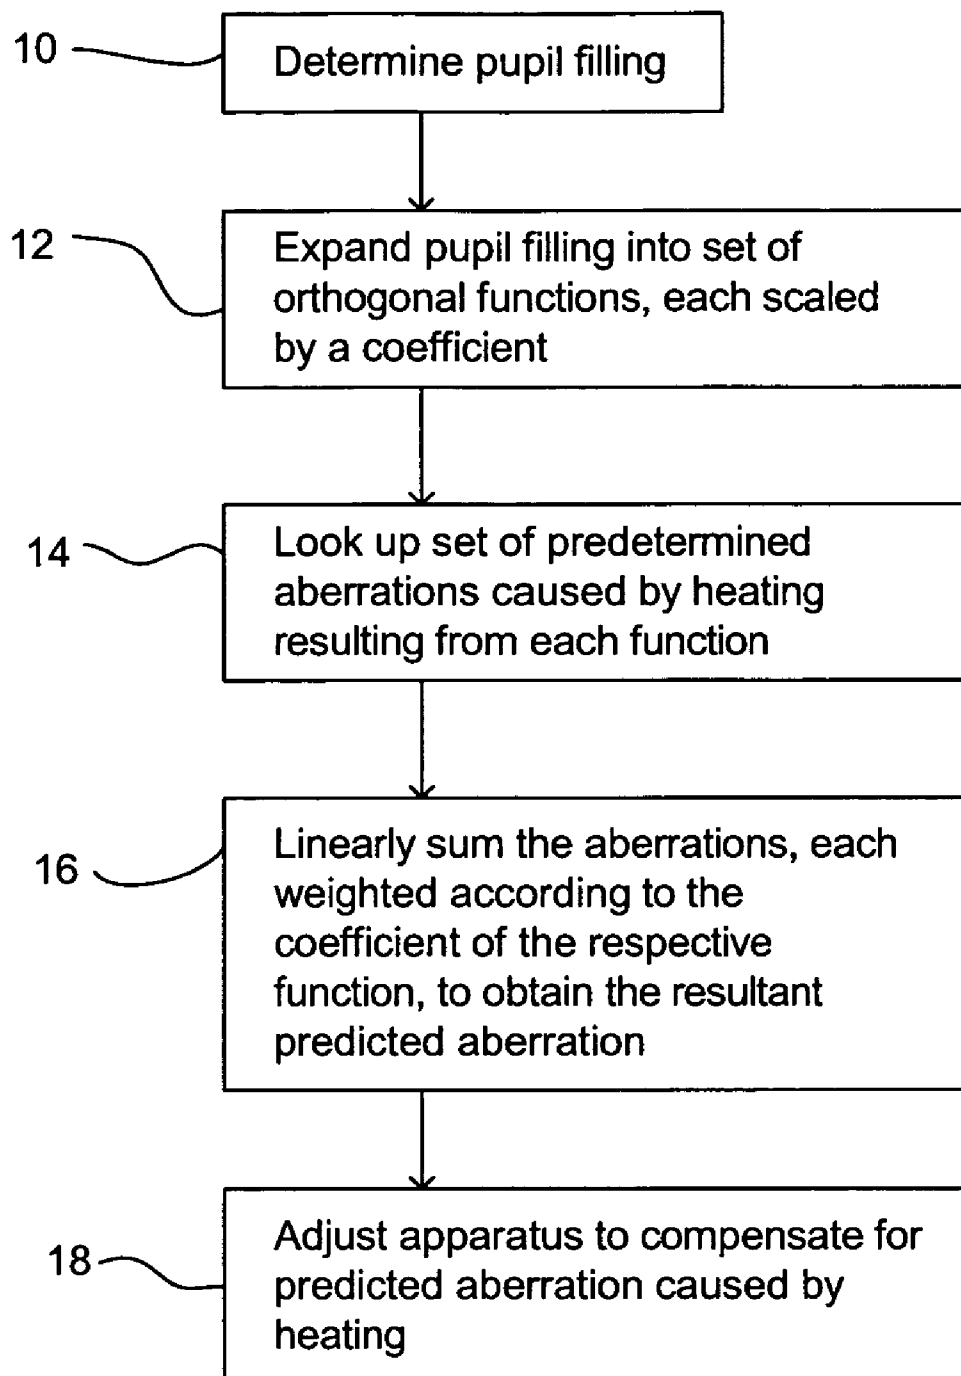 10
Determine pupil filling
12
Expand pupil filling into set of
orthogonal functions, each scaled
by a coefficient
14
Look up set of predetermined
aberrations caused by heating
resulting from each function
16
Linearly sum the aberrations, each
weighted according to the
coefficient of the respective
function, to obtain the resultant
predicted aberration
18
Adjust apparatus to compensate for
predicted aberration caused by
heating